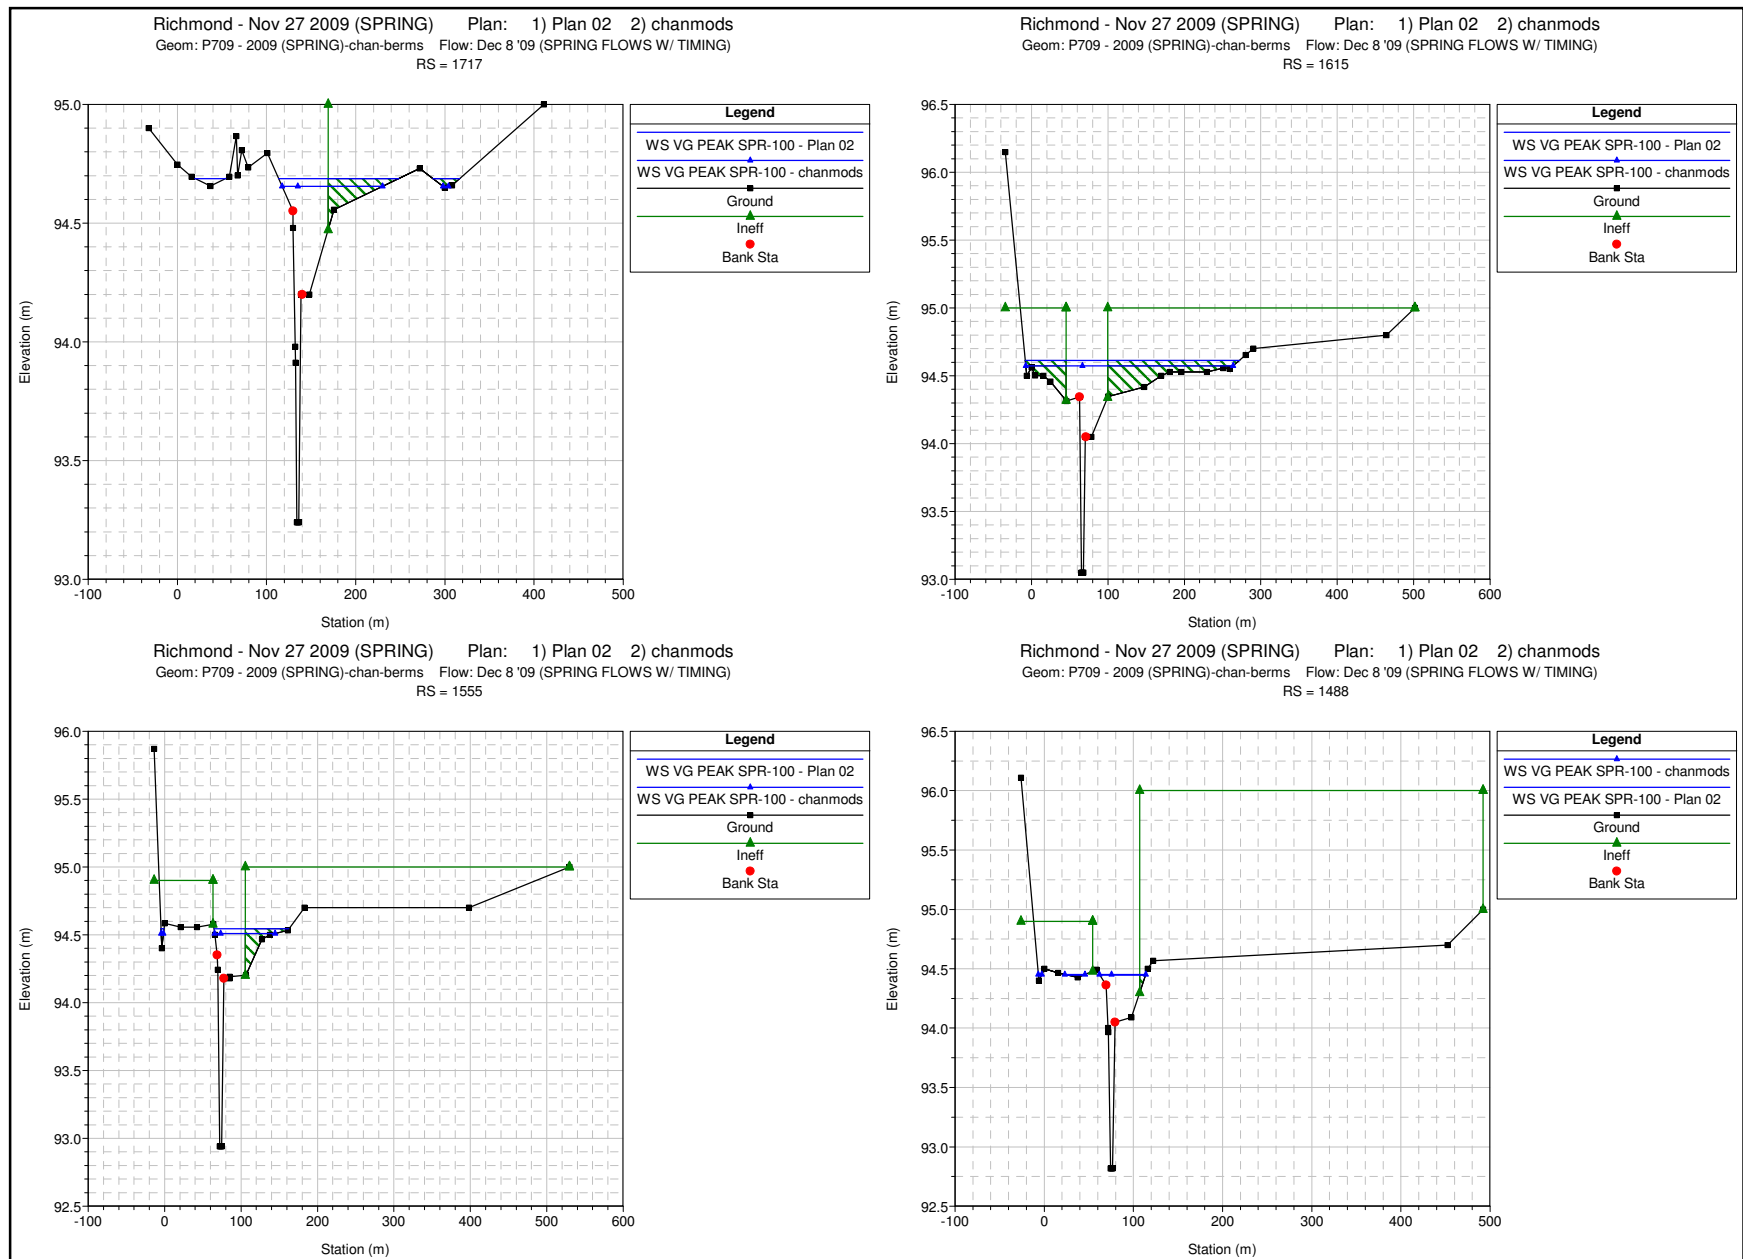 Richmond - Nov 27 2009 (SPRING) Plan: 1) Plan 02 2) chanmods
Geom: P709 - 2009 (SPRING)-chan-berms Flow: Dec 8 '09 (SPRING FLOWS W/ TIMING)
RS = 1717
95.0
94.5
94.0
93.5
93.0
Elevation (m)
-100 0 100 200 300 400 500
Station (m)
Legend
WS VG PEAK SPR-100 - Plan 02
WS VG PEAK SPR-100 - chanmods
Ground
Ineff
Bank Sta
Richmond - Nov 27 2009 (SPRING) Plan: 1) Plan 02 2) chanmods
Geom: P709 - 2009 (SPRING)-chan-berms Flow: Dec 8 '09 (SPRING FLOWS W/ TIMING)
RS = 1615
96.5
96.0
95.5
95.0
94.5
94.0
93.5
93.0
Elevation (m)
-100 0 100 200 300 400 500 600
Station (m)
Legend
WS VG PEAK SPR-100 - Plan 02
WS VG PEAK SPR-100 - chanmods
Ground
Ineff
Bank Sta
Richmond - Nov 27 2009 (SPRING) Plan: 1) Plan 02 2) chanmods
Geom: P709 - 2009 (SPRING)-chan-berms Flow: Dec 8 '09 (SPRING FLOWS W/ TIMING)
RS = 1555
96.0
95.5
95.0
94.5
94.0
93.5
93.0
92.5
Elevation (m)
-100 0 100 200 300 400 500 600
Station (m)
Legend
WS VG PEAK SPR-100 - Plan 02
WS VG PEAK SPR-100 - chanmods
Ground
Ineff
Bank Sta
Richmond - Nov 27 2009 (SPRING) Plan: 1) Plan 02 2) chanmods
Geom: P709 - 2009 (SPRING)-chan-berms Flow: Dec 8 '09 (SPRING FLOWS W/ TIMING)
RS = 1488
96.5
96.0
95.5
95.0
94.5
94.0
93.5
93.0
92.5
Elevation (m)
-100 0 100 200 300 400 500
Station (m)
Legend
WS VG PEAK SPR-100 - chanmods
WS VG PEAK SPR-100 - Plan 02
Ground
Ineff
Bank Sta